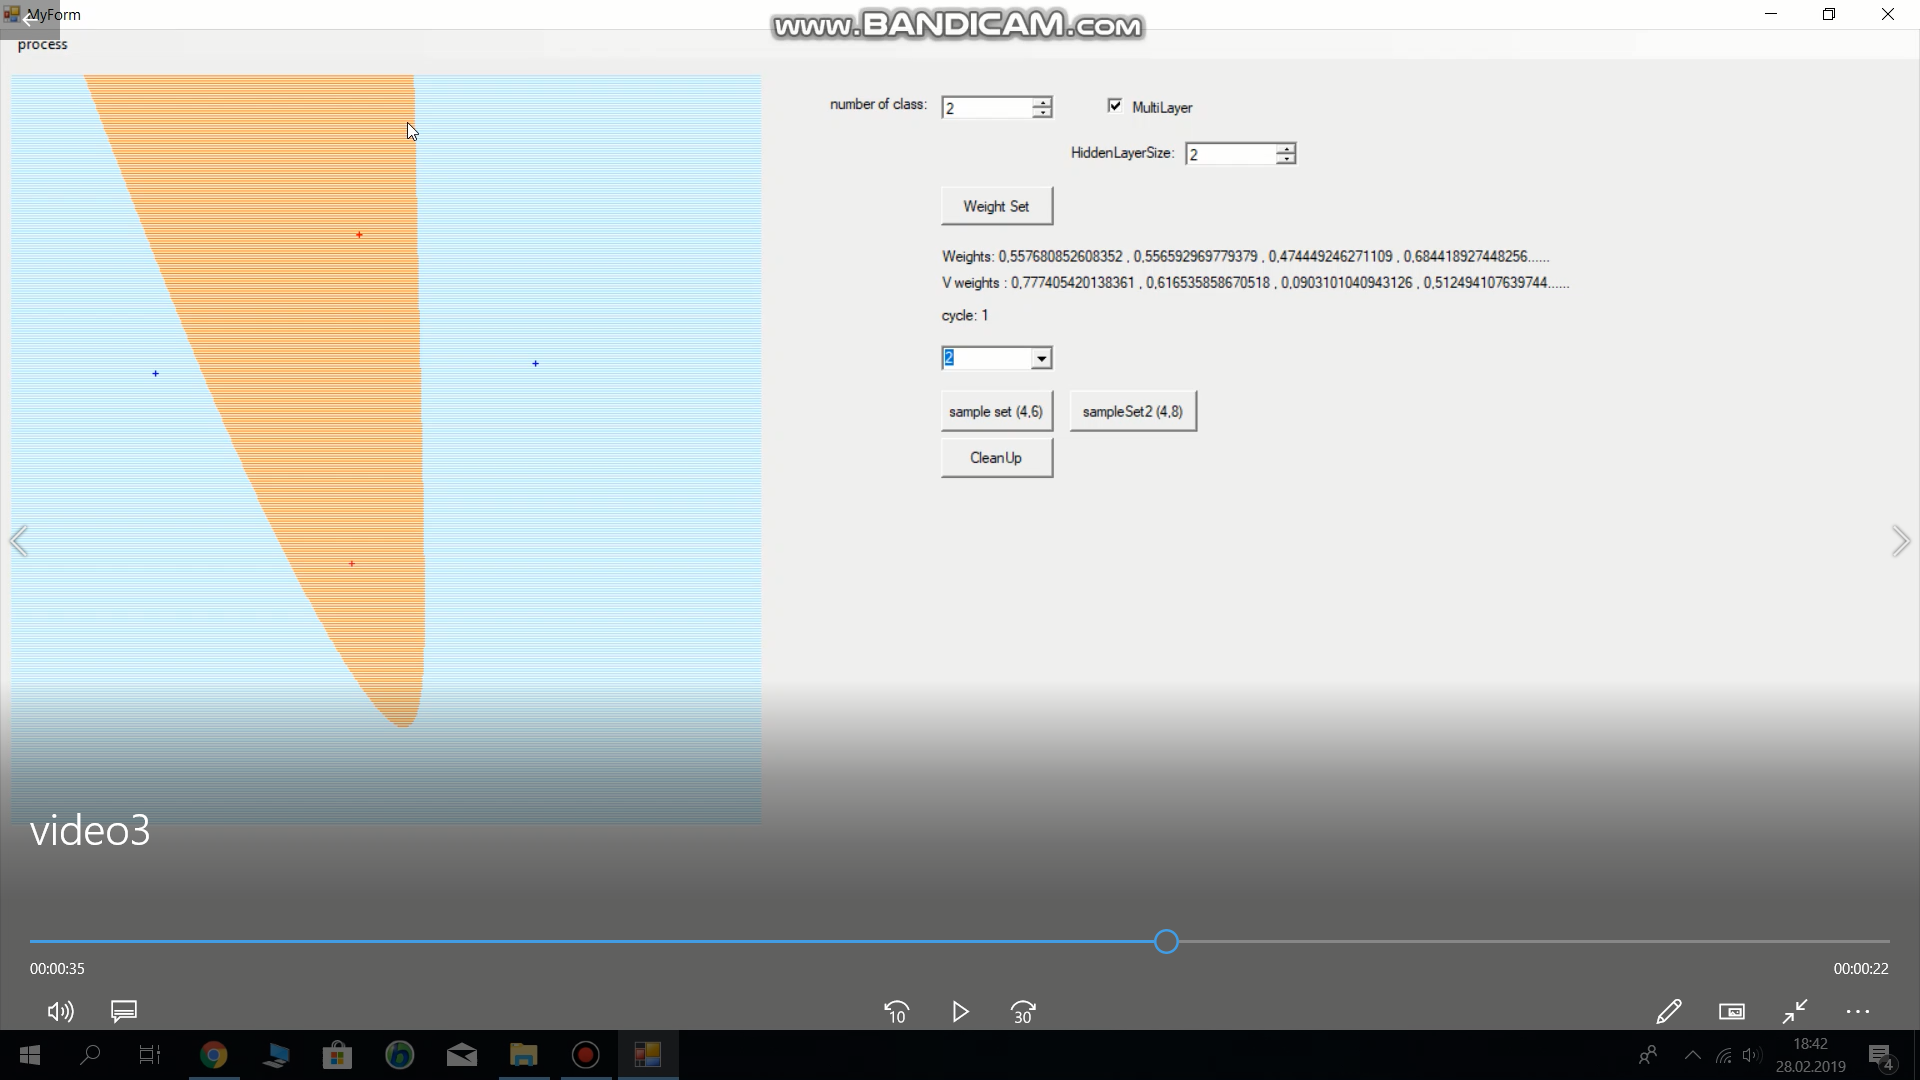 MyForm
www.BANDICAM.com
process
number of class: 2
MultiLayer
HiddenLayerSize: 2
Weight Set
Weights: 0,557680852608352 , 0,556592969779379 , 0,474449246271109 , 0,684418927448256......
V weights : 0,777405420138361 , 0,616535858670518 , 0,0903101040943126 , 0,512494107639744......
cycle: 1
2
sample set (4,6)
sampleSet2 (4,8)
CleanUp
video3
00:00:35
00:00:22
10
30
18:42
28.02.2019
4